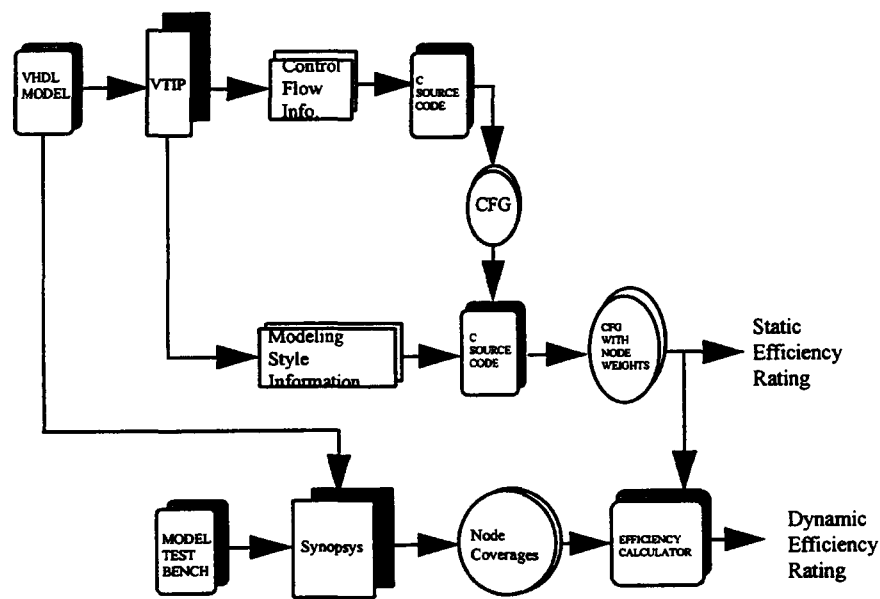 VHDL
MODEL
VTIP
Control
Flow
Info.
C
SOURCE
CODE
CFG
Modeling
Style
Information
C
SOURCE
CODE
CFG
WITH
NODE
WEIGHTS
Static
Efficiency
Rating
MODEL
TEST
BENCH
Synopsys
Node
Coverages
EFFICIENCY
CALCULATOR
Dynamic
Efficiency
Rating